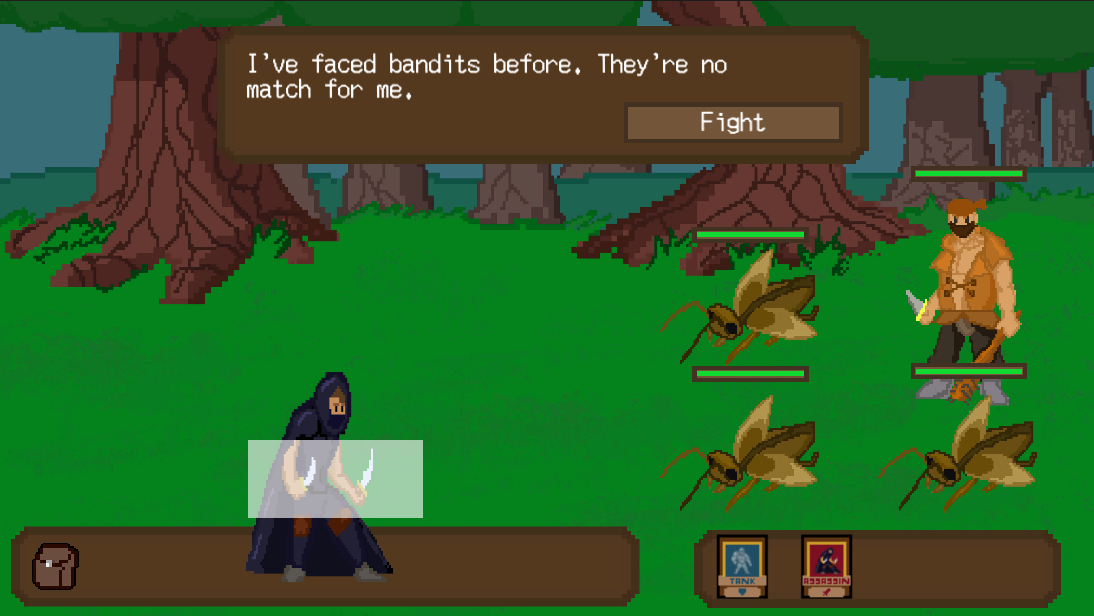 I've faced bandits before. They're no
match for me.
Fight
TANK
ASSASSIN